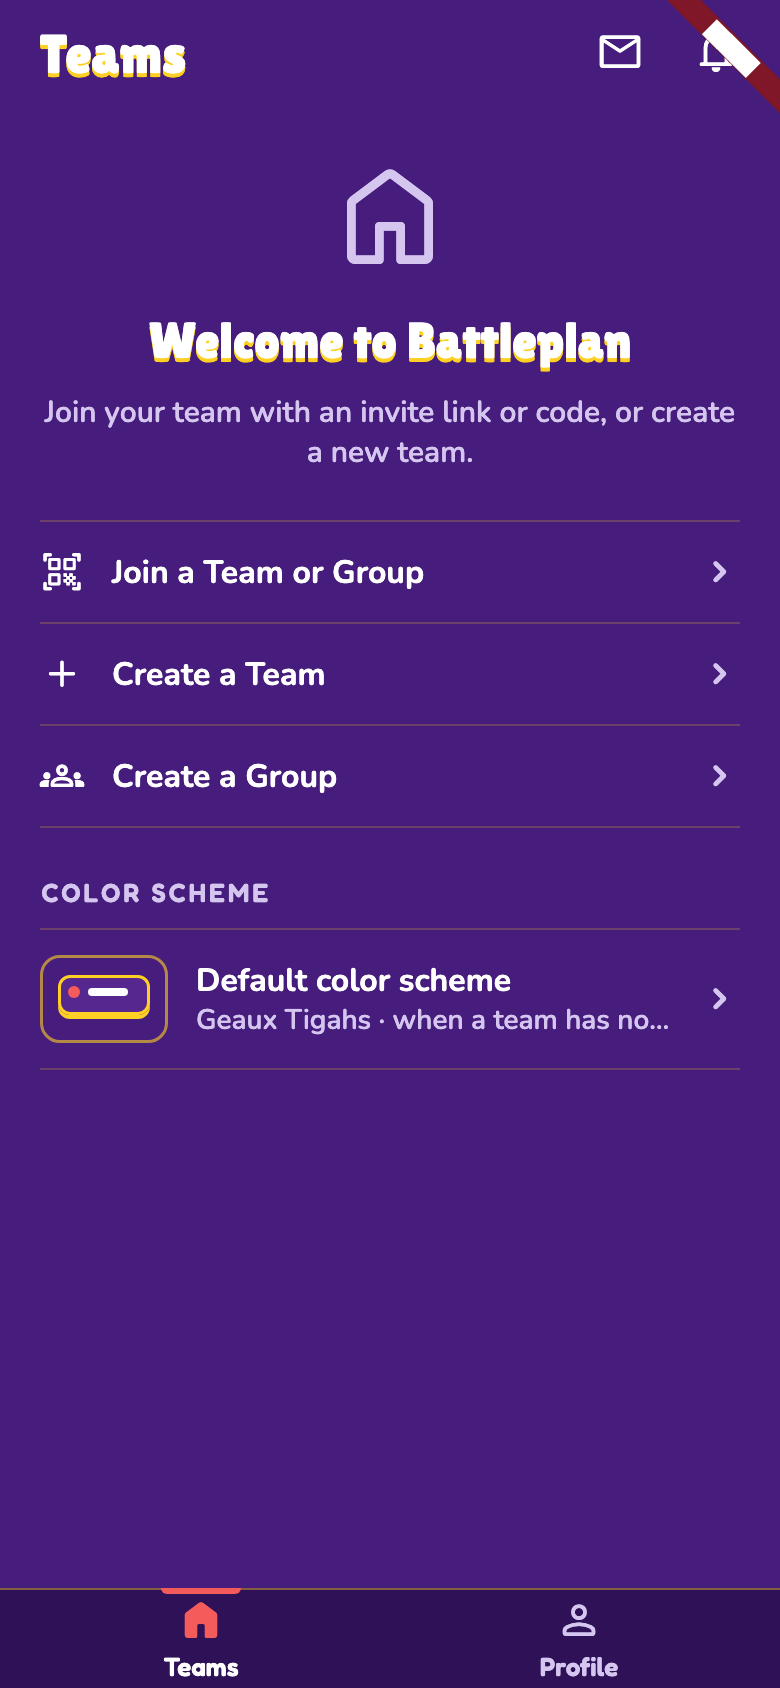 Teams
Welcome to Battleplan
Join your team with an invite link or code, or create
a new team.
Join a Team or Group
Create a Team
Create a Group
COLOR SCHEME
Default color scheme
Geaux Tigahs · when a team has no...
Teams
Profile